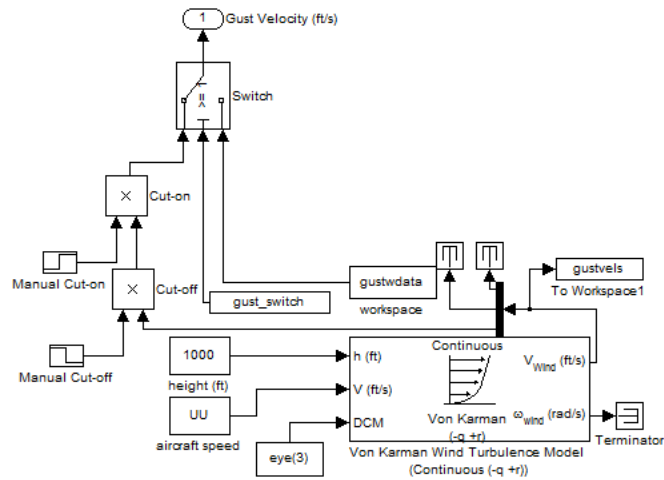 1
Gust Velocity (ft/s)
>=T
Switch
×
Cut-on
Manual Cut-on
×
Cut-off
Manual Cut-off
gust_switch
gustwdata
workspace
gustvels
To Workspace1
1000
height (ft)
UU
aircraft speed
eye(3)
h (ft)
V (ft/s)
DCM
Continuous
Von Karman
(-q +r)
V Wind (ft/s)
ω wind (rad/s)
Terminator
Von Karman Wind Turbulence Model
(Continuous (-q +r))